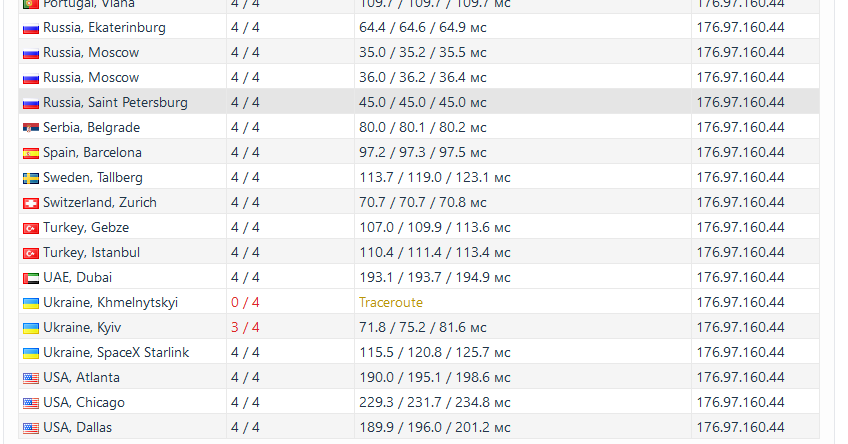 Portugal, Viana 4 / 4 109.7 / 109.7 / 109.7 мс 176.97.160.44
Russia, Ekaterinburg 4 / 4 64.4 / 64.6 / 64.9 мс 176.97.160.44
Russia, Moscow 4 / 4 35.0 / 35.2 / 35.5 мс 176.97.160.44
Russia, Moscow 4 / 4 36.0 / 36.2 / 36.4 мс 176.97.160.44
Russia, Saint Petersburg 4 / 4 45.0 / 45.0 / 45.0 мс 176.97.160.44
Serbia, Belgrade 4 / 4 80.0 / 80.1 / 80.2 мс 176.97.160.44
Spain, Barcelona 4 / 4 97.2 / 97.3 / 97.5 мс 176.97.160.44
Sweden, Tallberg 4 / 4 113.7 / 119.0 / 123.1 мс 176.97.160.44
Switzerland, Zurich 4 / 4 70.7 / 70.7 / 70.8 мс 176.97.160.44
Turkey, Gebze 4 / 4 107.0 / 109.9 / 113.6 мс 176.97.160.44
Turkey, Istanbul 4 / 4 110.4 / 111.4 / 113.4 мс 176.97.160.44
UAE, Dubai 4 / 4 193.1 / 193.7 / 194.9 мс 176.97.160.44
Ukraine, Khmelnytskyi 0 / 4 Traceroute 176.97.160.44
Ukraine, Kyiv 3 / 4 71.8 / 75.2 / 81.6 мс 176.97.160.44
Ukraine, SpaceX Starlink 4 / 4 115.5 / 120.8 / 125.7 мс 176.97.160.44
USA, Atlanta 4 / 4 190.0 / 195.1 / 198.6 мс 176.97.160.44
USA, Chicago 4 / 4 229.3 / 231.7 / 234.8 мс 176.97.160.44
USA, Dallas 4 / 4 189.9 / 196.0 / 201.2 мс 176.97.160.44